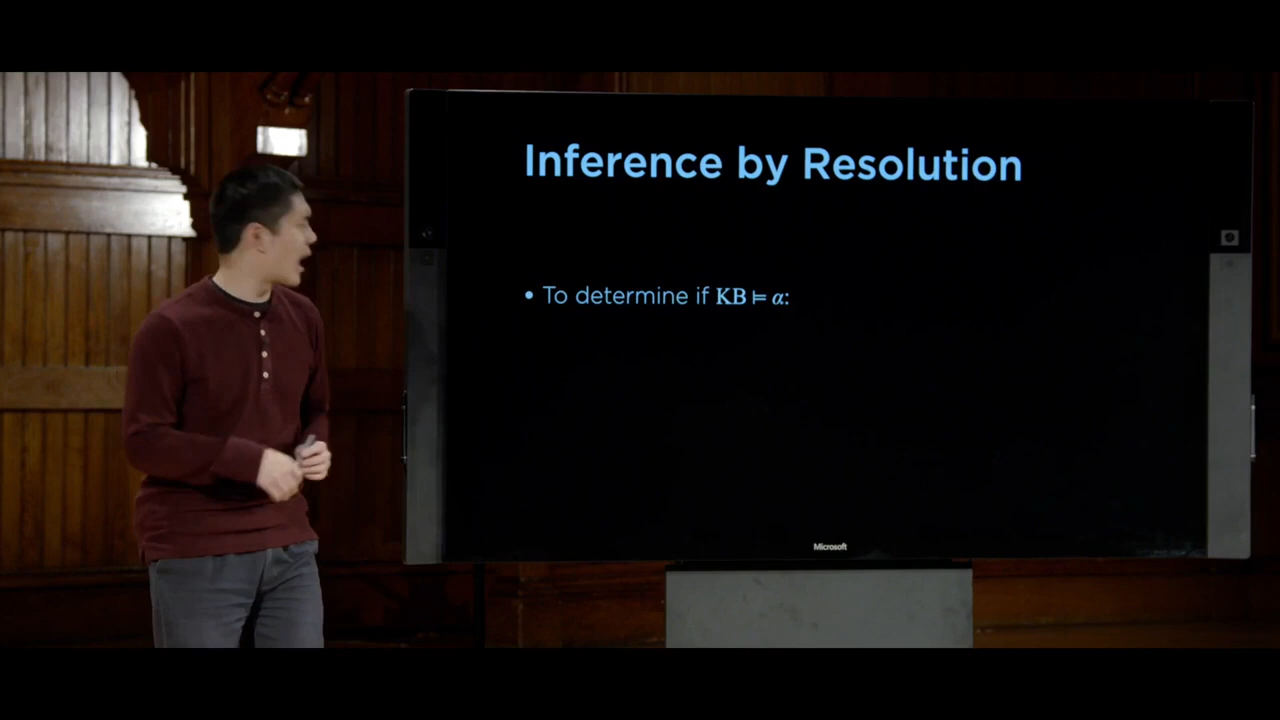 Inference by Resolution
• To determine if KB ⊨ α:
Microsoft